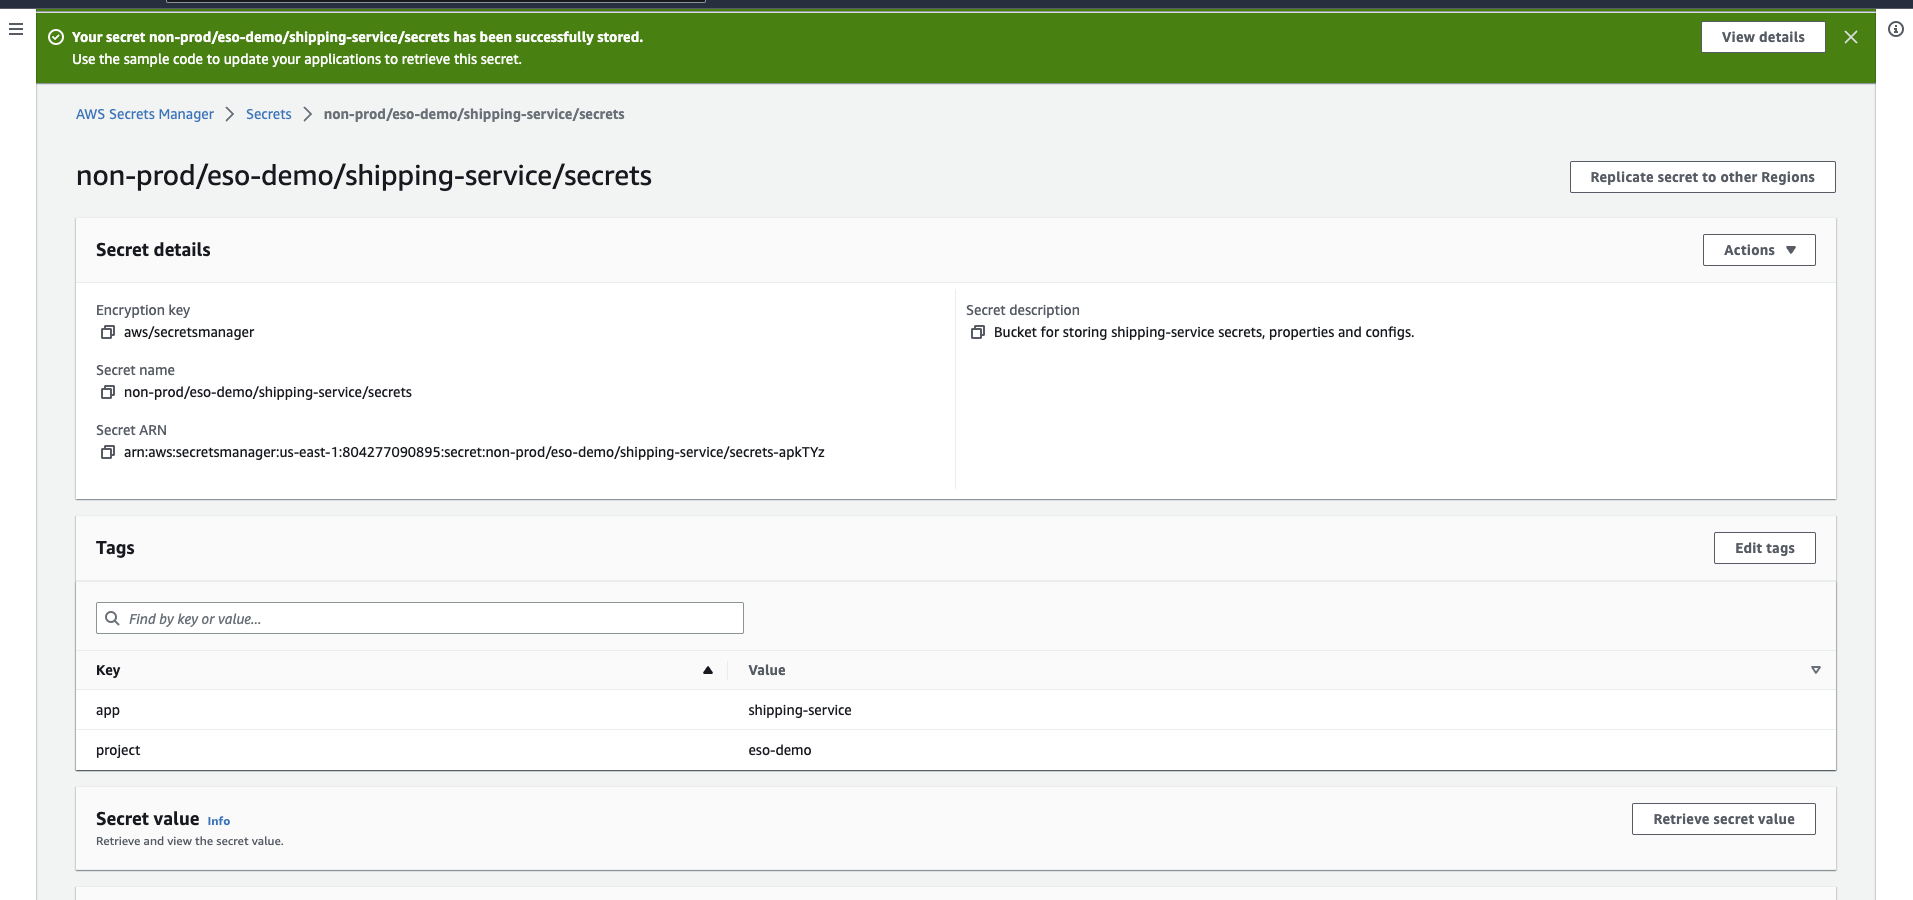 Your secret non-prod/eso-demo/shipping-service/secrets has been successfully stored.
Use the sample code to update your applications to retrieve this secret.
View details
AWS Secrets Manager
Secrets
non-prod/eso-demo/shipping-service/secrets
non-prod/eso-demo/shipping-service/secrets
Replicate secret to other Regions
Secret details
Actions
Encryption key
aws/secretsmanager
Secret description
Bucket for storing shipping-service secrets, properties and configs.
Secret name
non-prod/eso-demo/shipping-service/secrets
Secret ARN
arn:aws:secretsmanager:us-east-1:804277090895:secret:non-prod/eso-demo/shipping-service/secrets-apkTYz
Tags
Edit tags
Find by key or value...
Key
Value
app
shipping-service
project
eso-demo
Secret value Info
Retrieve and view the secret value.
Retrieve secret value